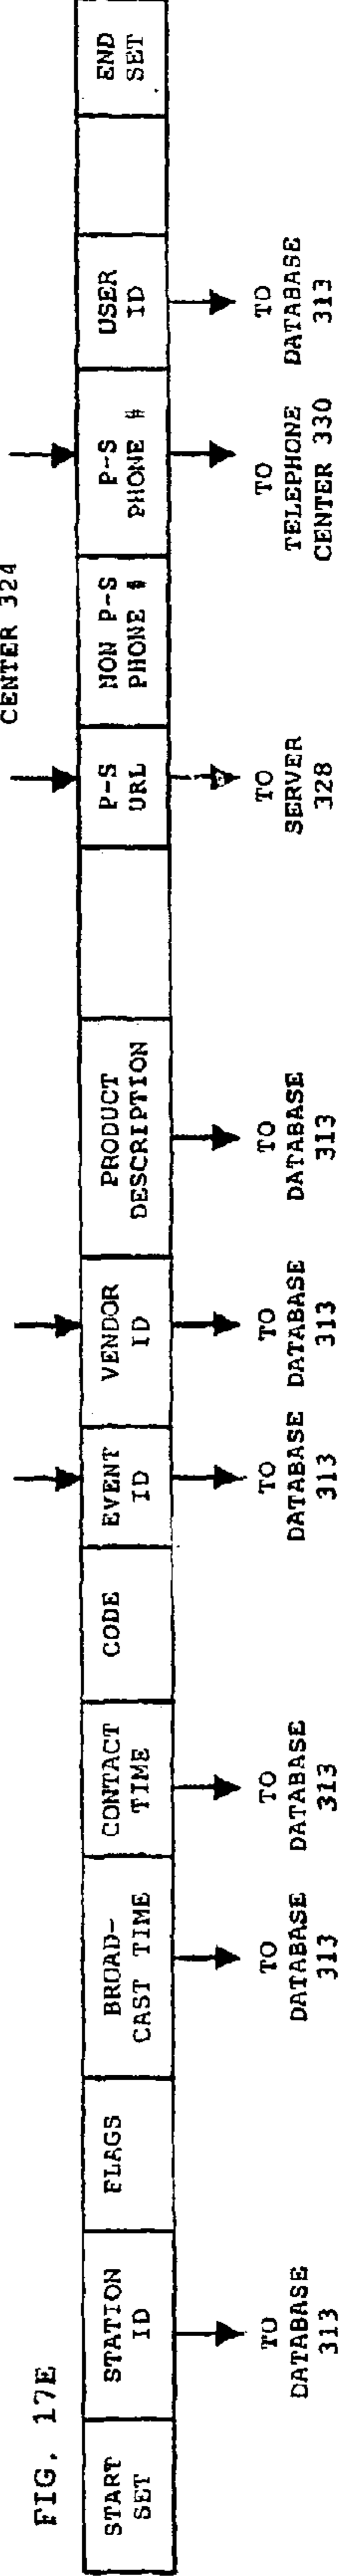 CENTER 324
FIG. 17E
START
SET
STATION
ID
FLAGS
BROAD-
CAST TIME
CONTACT
TIME
CODE
EVENT
ID
VENDOR
ID
PRODUCT
DESCRIPTION
P-S
URL
NON P-S
PHONE #
P-S
PHONE #
USER
ID
END
SET
TO
DATABASE
313
TO
DATABASE
313
TO
DATABASE
313
TO
DATABASE
313
TO
DATABASE
313
TO
DATABASE
313
TO
SERVER
328
TO
TELEPHONE
CENTER 330
TO
DATABASE
313